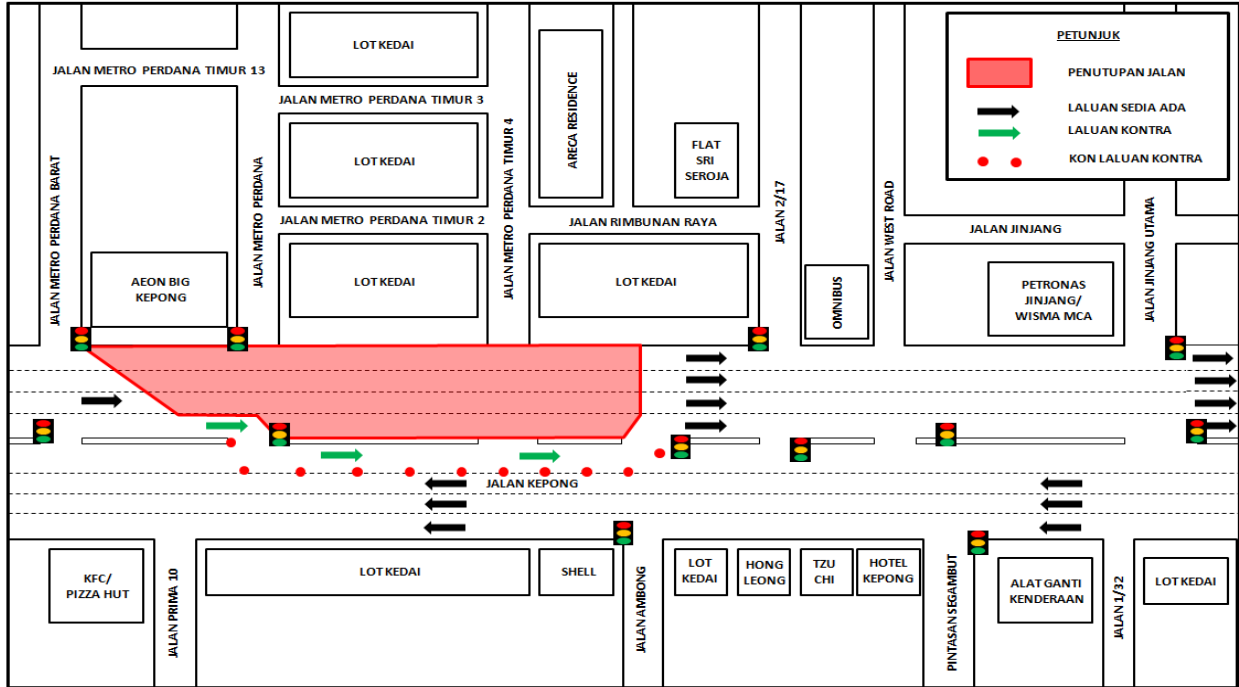 PETUNJUK
PENUTUPAN JALAN
LALUAN SEDIA ADA
LALUAN KONTRA
KON LALUAN KONTRA
LOT KEDAI
JALAN METRO PERDANA TIMUR 13
JALAN METRO PERDANA TIMUR 3
LOT KEDAI
JALAN METRO PERDANA TIMUR 2
LOT KEDAI
JALAN METRO PERDANA BARAT
AEON BIG
KEPONG
JALAN METRO PERDANA
JALAN METRO PERDANA TIMUR 4
ARECA RESIDENCE
FLAT
SRI
SEROJA
JALAN RIMBUNAN RAYA
LOT KEDAI
JALAN 2/17
OMNIBUS
JALAN WEST ROAD
JALAN JINJANG
PETRONAS
JINJANG/
WISMA MCA
JALAN JINJANG UTAMA
JALAN KEPONG
KFC/
PIZZA HUT
JALAN PRIMA 10
LOT KEDAI
SHELL
JALAN AMBONG
LOT
KEDAI
HONG
LEONG
TZU
CHI
HOTEL
KEPONG
PINTASAN SEGAMBUT
ALAT GANTI
KENDERAAN
JALAN 1/32
LOT KEDAI